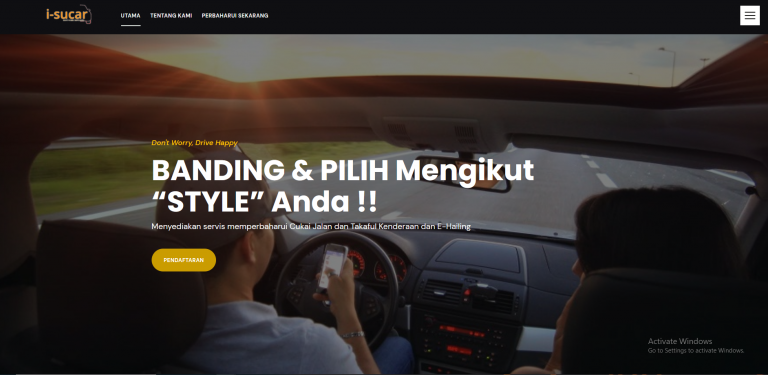 i-sucar
UTAMA
TENTANG KAMI
PERBAHARUI SEKARANG
Don't Worry, Drive Happy
BANDING & PILIH Mengikut
“STYLE” Anda !!
Menyediakan servis memperbaharui Cukai Jalan dan Takaful Kenderaan dan E-Hailing
PENDAFTARAN
Activate Windows
Go to Settings to activate Windows.